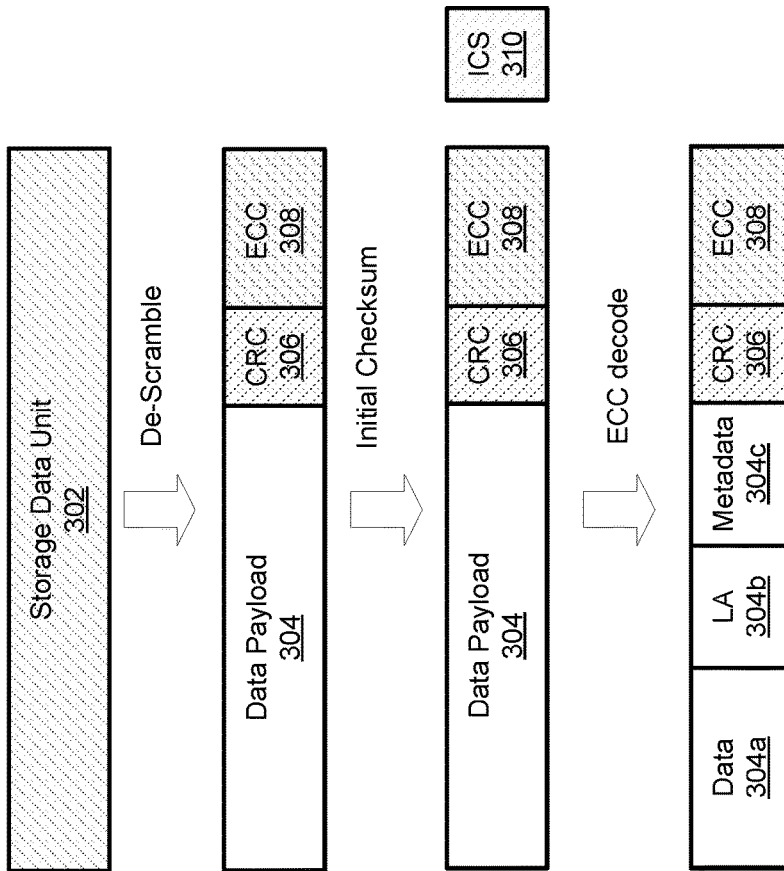 Storage Data Unit
302
De-Scramble
Data Payload
304
CRC
306
ECC
308
Initial Checksum
Data Payload
304
CRC
306
ECC
308
ICS
310
ECC decode
Data
304a
LA
304b
Metadata
304c
CRC
306
ECC
308